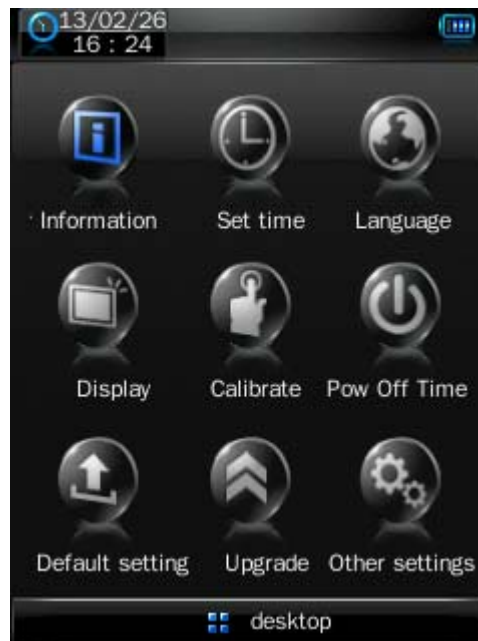 13/02/26
16 : 24
Information Set time Language
Display Calibrate Pow Off Time
Default setting Upgrade Other settings
desktop